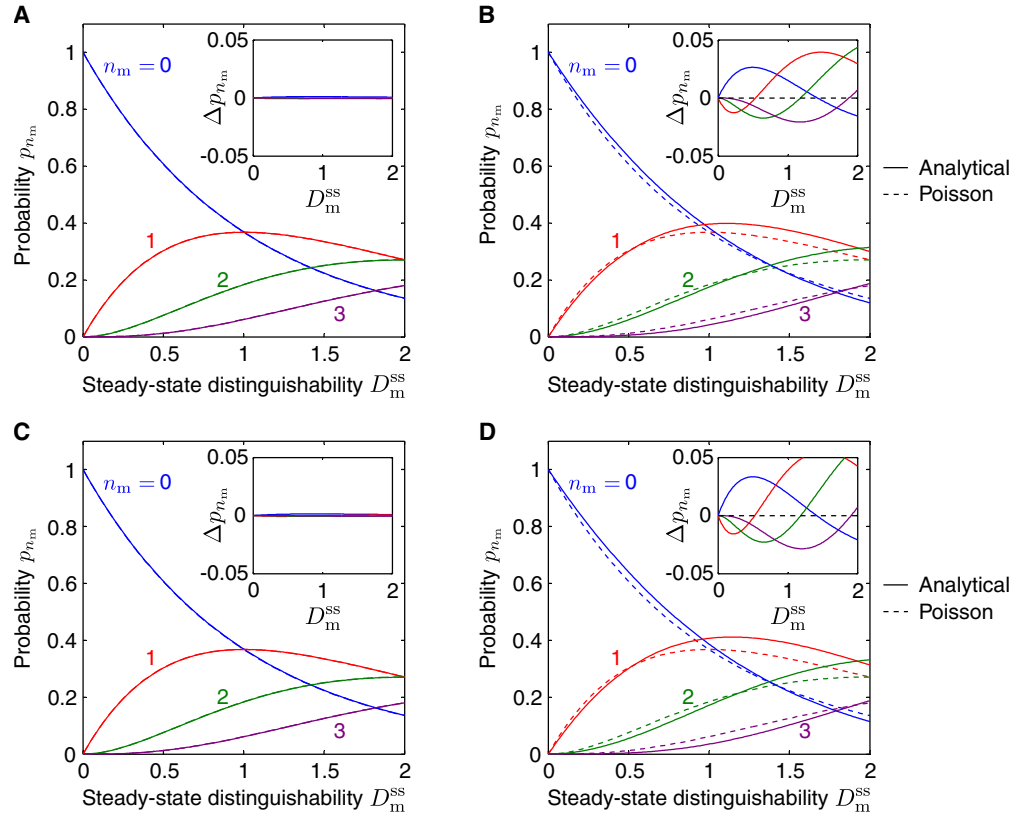 A
Probability p_{n_m}
1
0.8
0.6
0.4
0.2
0
n_m = 0
1
2
3
0 0.5 1 1.5 2
Steady-state distinguishability D_m^{ss}
0.05
0
-0.05
Δp_{n_m}
0 1 2
D_m^{ss}
B
Probability p_{n_m}
1
0.8
0.6
0.4
0.2
0
n_m = 0
1
2
3
0 0.5 1 1.5 2
Steady-state distinguishability D_m^{ss}
0.05
0
-0.05
Δp_{n_m}
0 1 2
D_m^{ss}
Analytical
Poisson
C
Probability p_{n_m}
1
0.8
0.6
0.4
0.2
0
n_m = 0
1
2
3
0 0.5 1 1.5 2
Steady-state distinguishability D_m^{ss}
0.05
0
-0.05
Δp_{n_m}
0 1 2
D_m^{ss}
D
Probability p_{n_m}
1
0.8
0.6
0.4
0.2
0
n_m = 0
1
2
3
0 0.5 1 1.5 2
Steady-state distinguishability D_m^{ss}
0.05
0
-0.05
Δp_{n_m}
0 1 2
D_m^{ss}
Analytical
Poisson